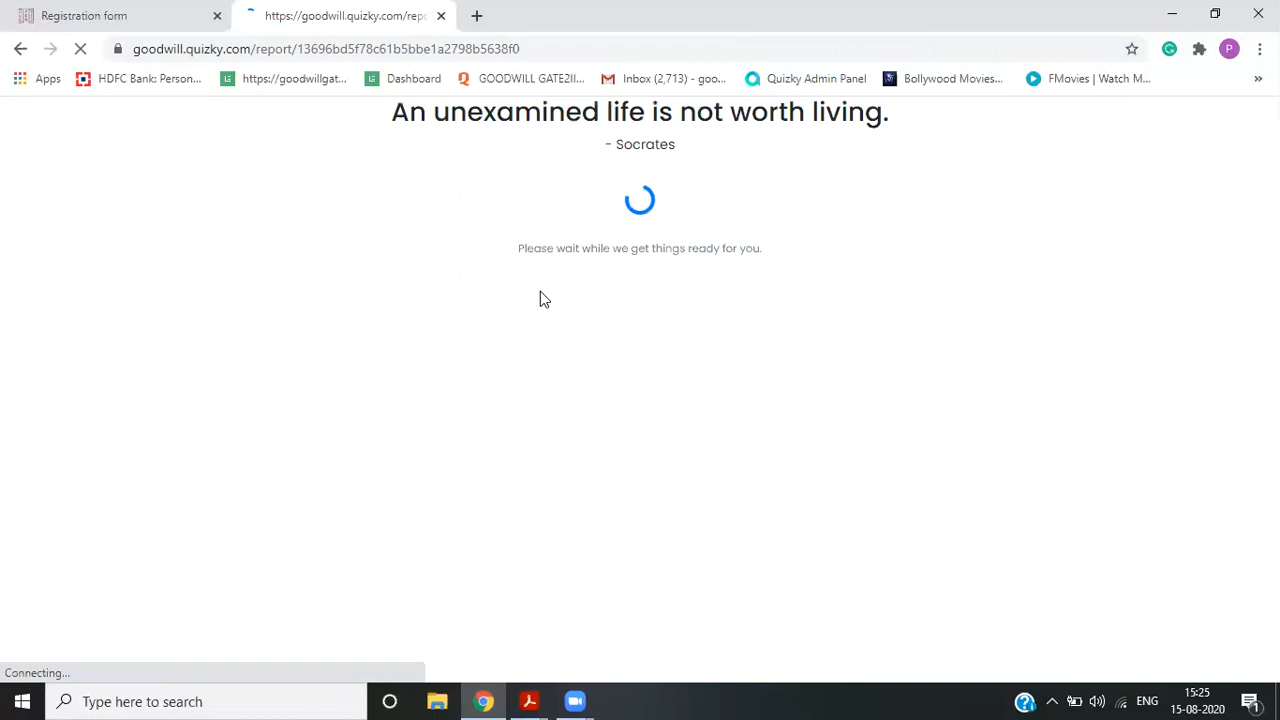 Registration form
https://goodwill.quizky.com/repo
goodwill.quizky.com/report/13696bd5f78c61b5bbe1a2798b5638f0
P
Apps
HDFC Bank: Person...
https://goodwillgat...
Dashboard
GOODWILL GATE2II...
Inbox (2,713) - goo...
Quizky Admin Panel
Bollywood Movies...
FMovies | Watch M...
An unexamined life is not worth living.
- Socrates
Please wait while we get things ready for you.
Connecting...
Type here to search
ENG
15:25
15-08-2020
1